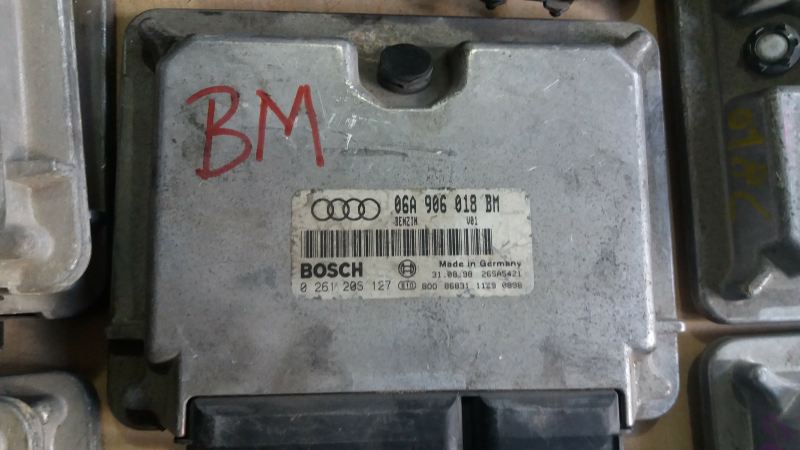 BM
06A 906 018 BM
BENZIN V01
BOSCH
Made in Germany
31.08.98 26SA5421
0 261 205 127 800 86831 1129 0898